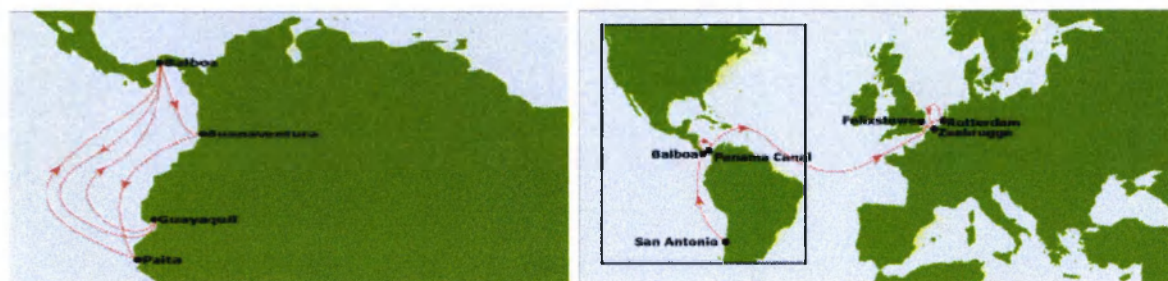 Balboa
Buenaventura
Guayaquil
Paita
Felixstowe
Rotterdam
Zeebrugge
Balboa
Panama Canal
San Antonio